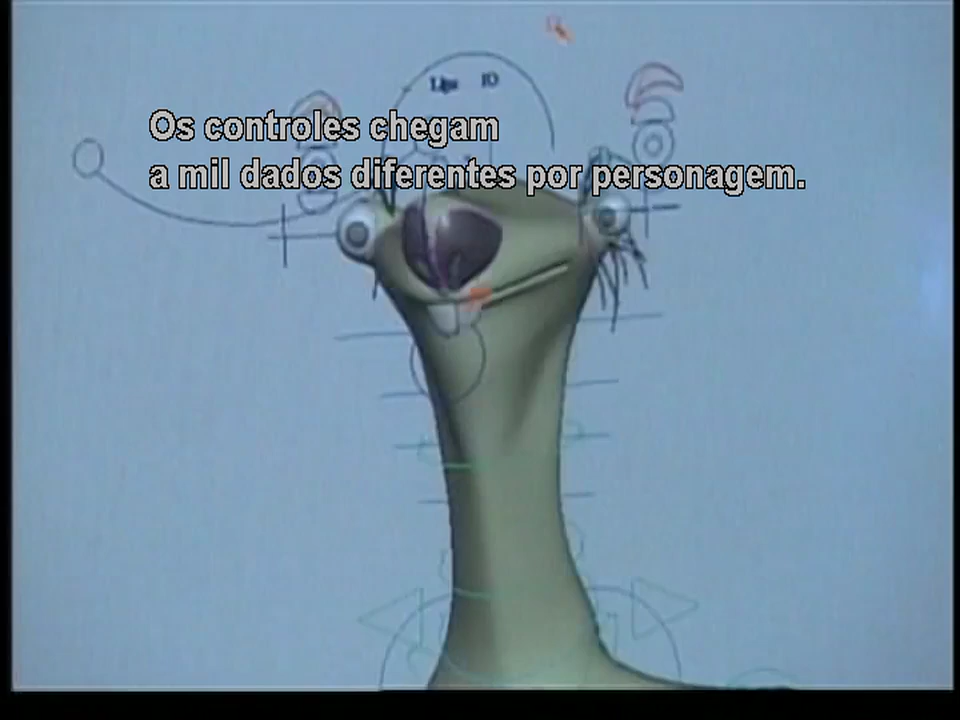 Os controles chegam
a mil dados diferentes por personagem.